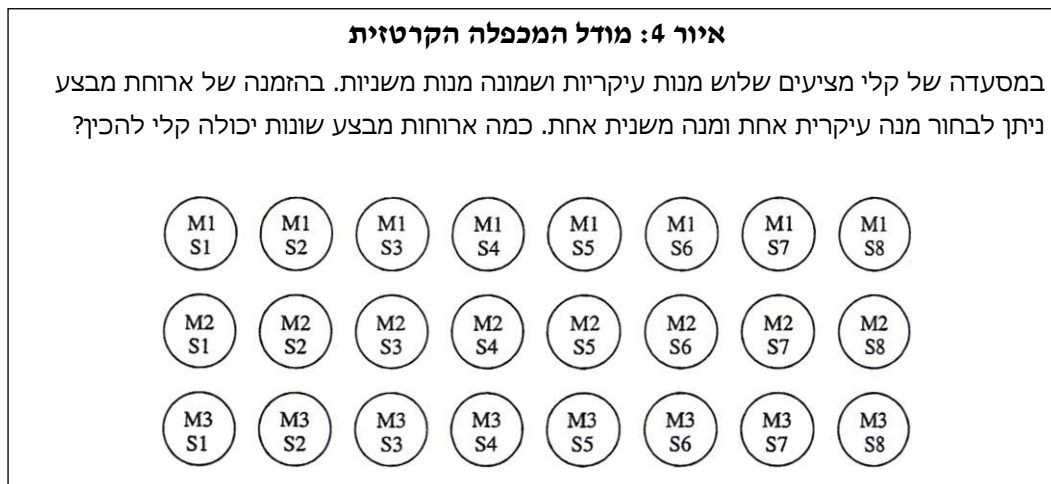 איור 4: מודל המכפלה הקרטזית
במסעדה של קלי מציעים שלוש מנות עיקריות ושמונה מנות משניות. בהזמנה של ארוחת מבצע
ניתן לבחור מנה עיקרית אחת ומנה משנית אחת. כמה ארוחות מבצע שונות יכולה קלי להכין?
M1 M1 M1 M1 M1 M1 M1 M1
S1 S2 S3 S4 S5 S6 S7 S8
M2 M2 M2 M2 M2 M2 M2 M2
S1 S2 S3 S4 S5 S6 S7 S8
M3 M3 M3 M3 M3 M3 M3 M3
S1 S2 S3 S4 S5 S6 S7 S8